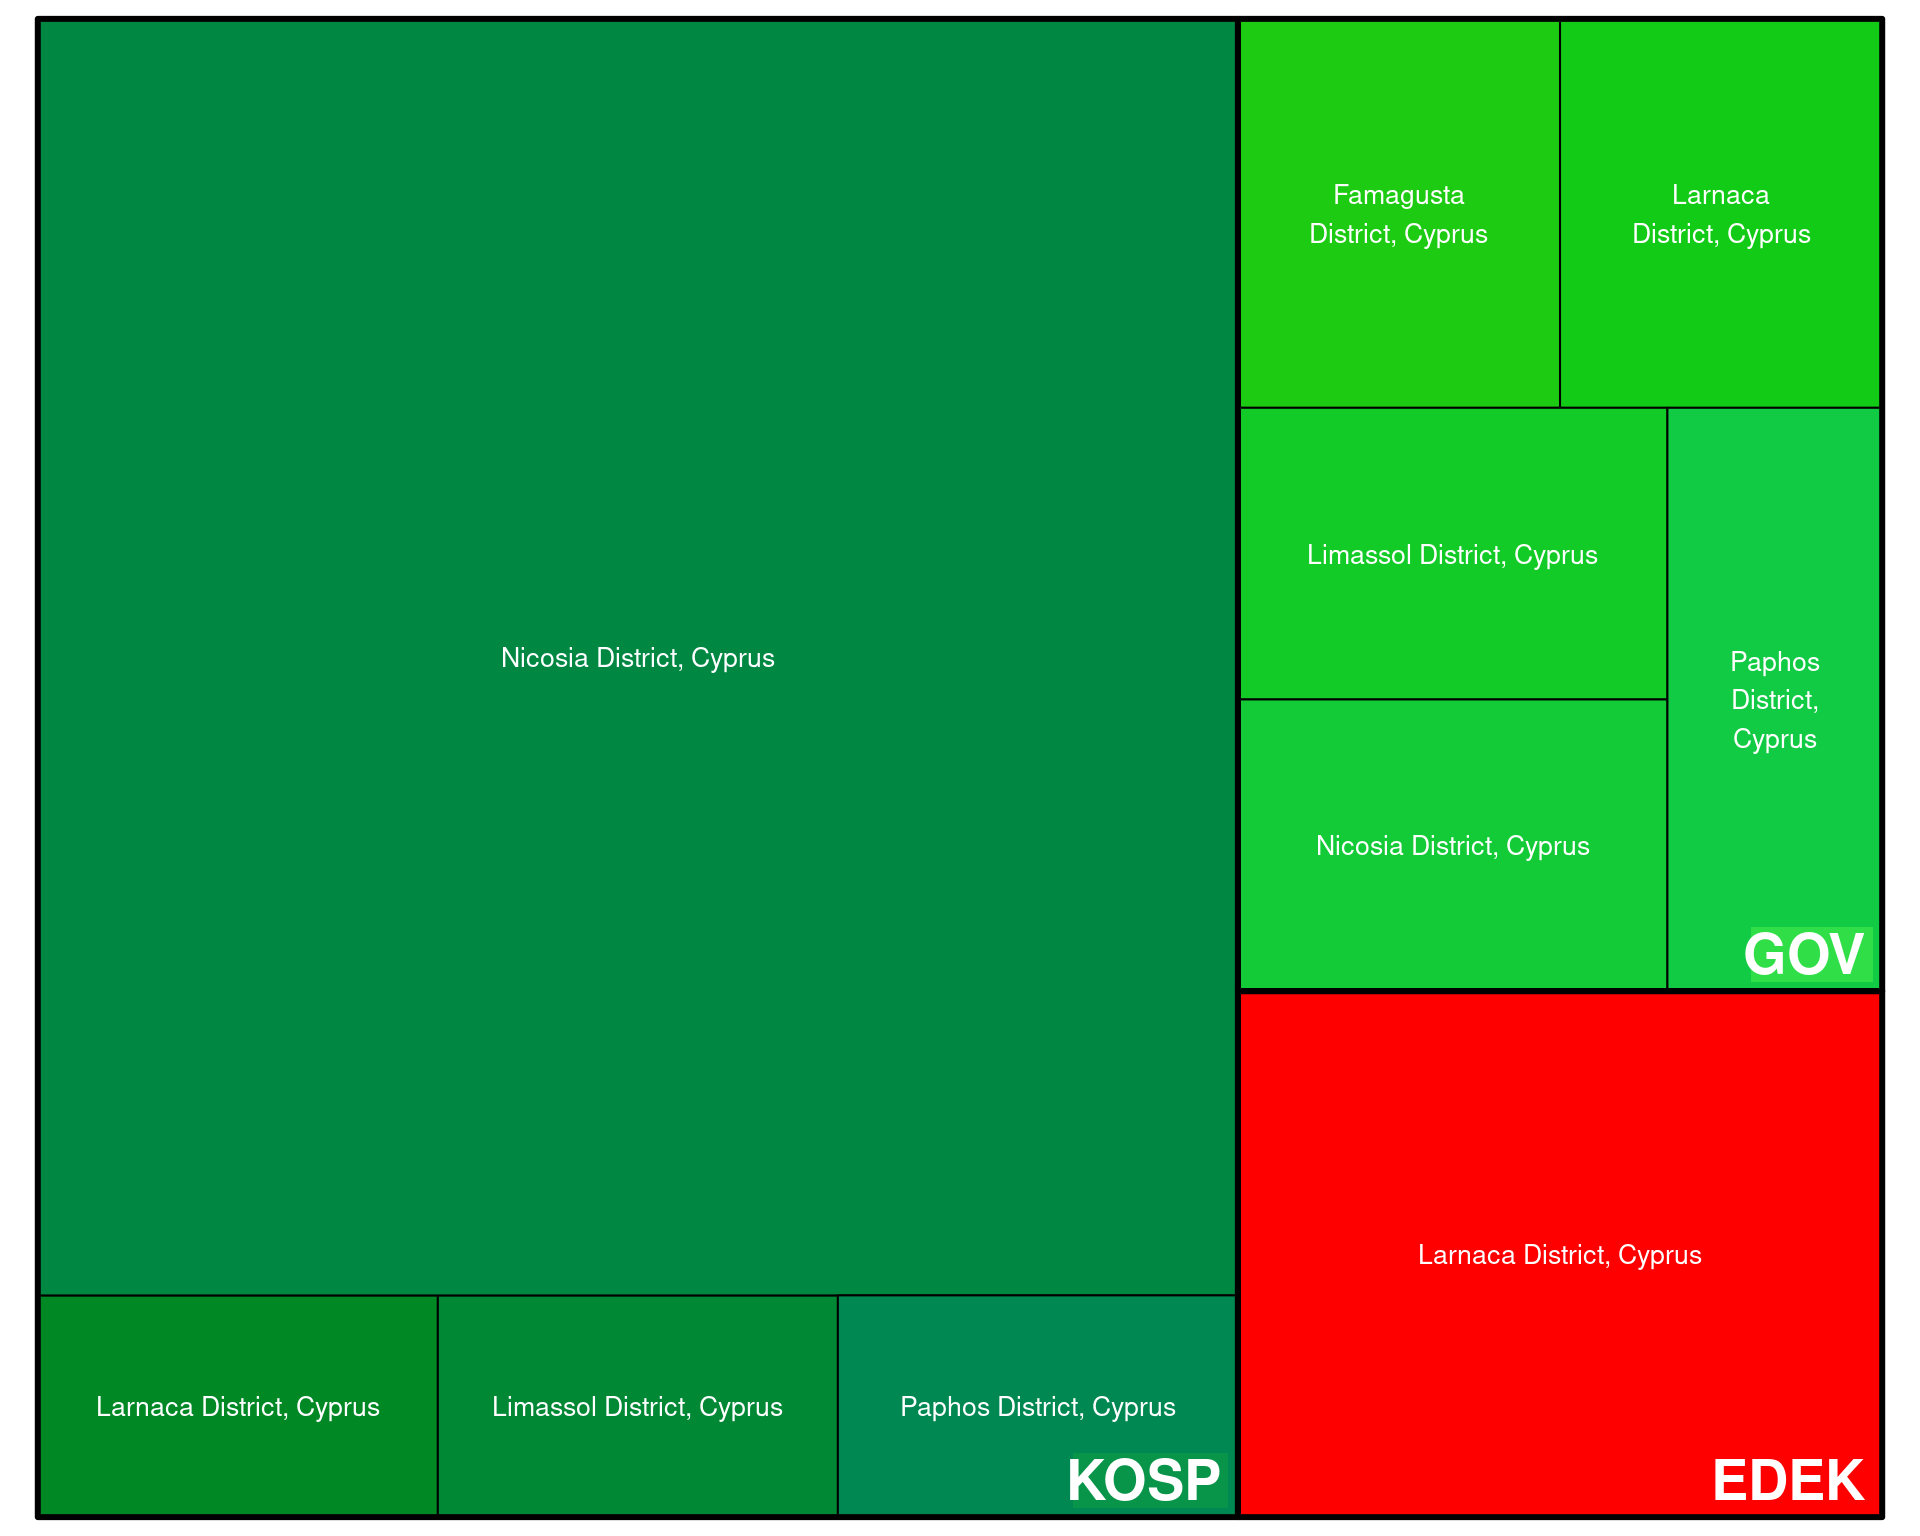 Nicosia District, Cyprus
Larnaca District, Cyprus
Limassol District, Cyprus
Paphos District, Cyprus
KOSP
Famagusta
District, Cyprus
Larnaca
District, Cyprus
Limassol District, Cyprus
Nicosia District, Cyprus
Paphos
District,
Cyprus
GOV
Larnaca District, Cyprus
EDEK